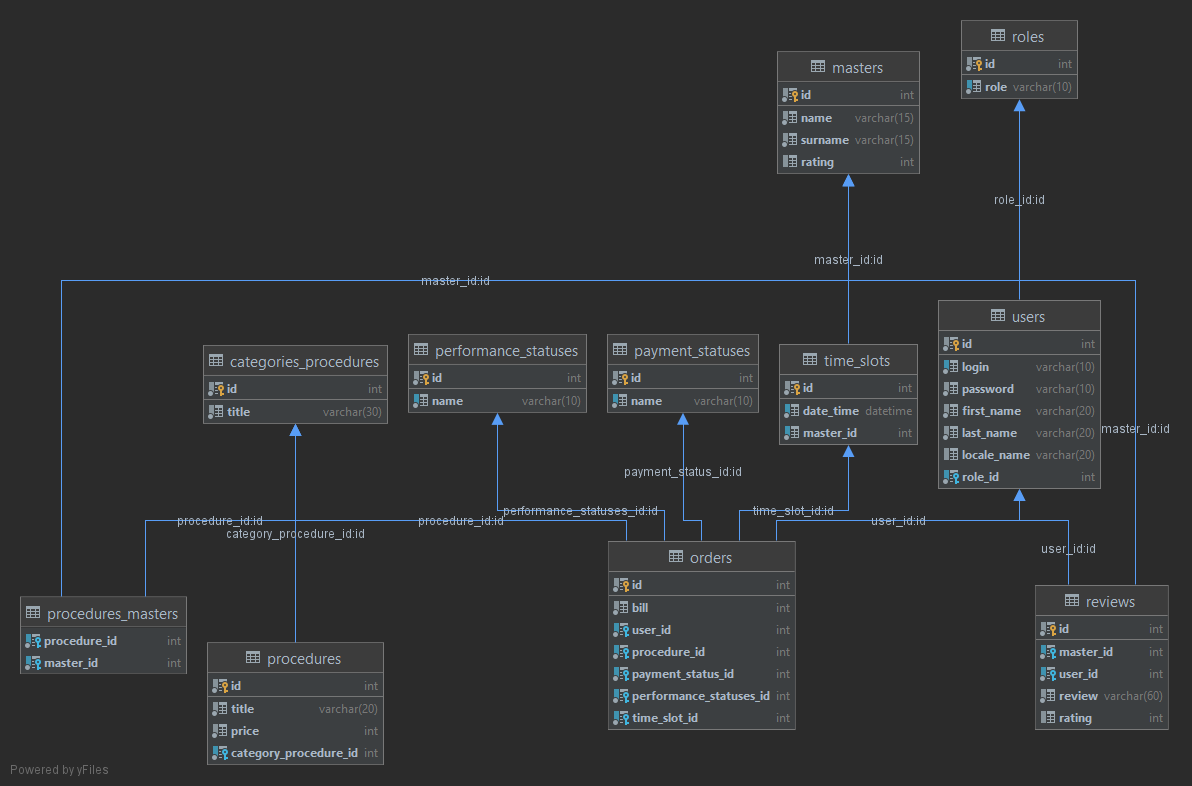 roles
id int
role varchar(10)
masters
id int
name varchar(15)
surname varchar(15)
rating int
role_id:id
master_id:id
master_id:id
users
id int
login varchar(10)
password varchar(10)
first_name varchar(20)
last_name varchar(20)
locale_name varchar(20)
role_id int
categories_procedures
id int
title varchar(30)
performance_statuses
id int
name varchar(10)
payment_statuses
id int
name varchar(10)
time_slots
id int
date_time datetime
master_id int
master_id:id
payment_status_id:id
performance_statuses_id:id
time_slot_id:id
procedure_id:id
procedure_id:id
user_id:id
category_procedure_id:id
user_id:id
orders
id int
bill int
user_id int
procedure_id int
payment_status_id int
performance_statuses_id int
time_slot_id int
procedures_masters
procedure_id int
master_id int
procedures
id int
title varchar(20)
price int
category_procedure_id int
reviews
id int
master_id int
user_id int
review varchar(60)
rating int
Powered by yFiles